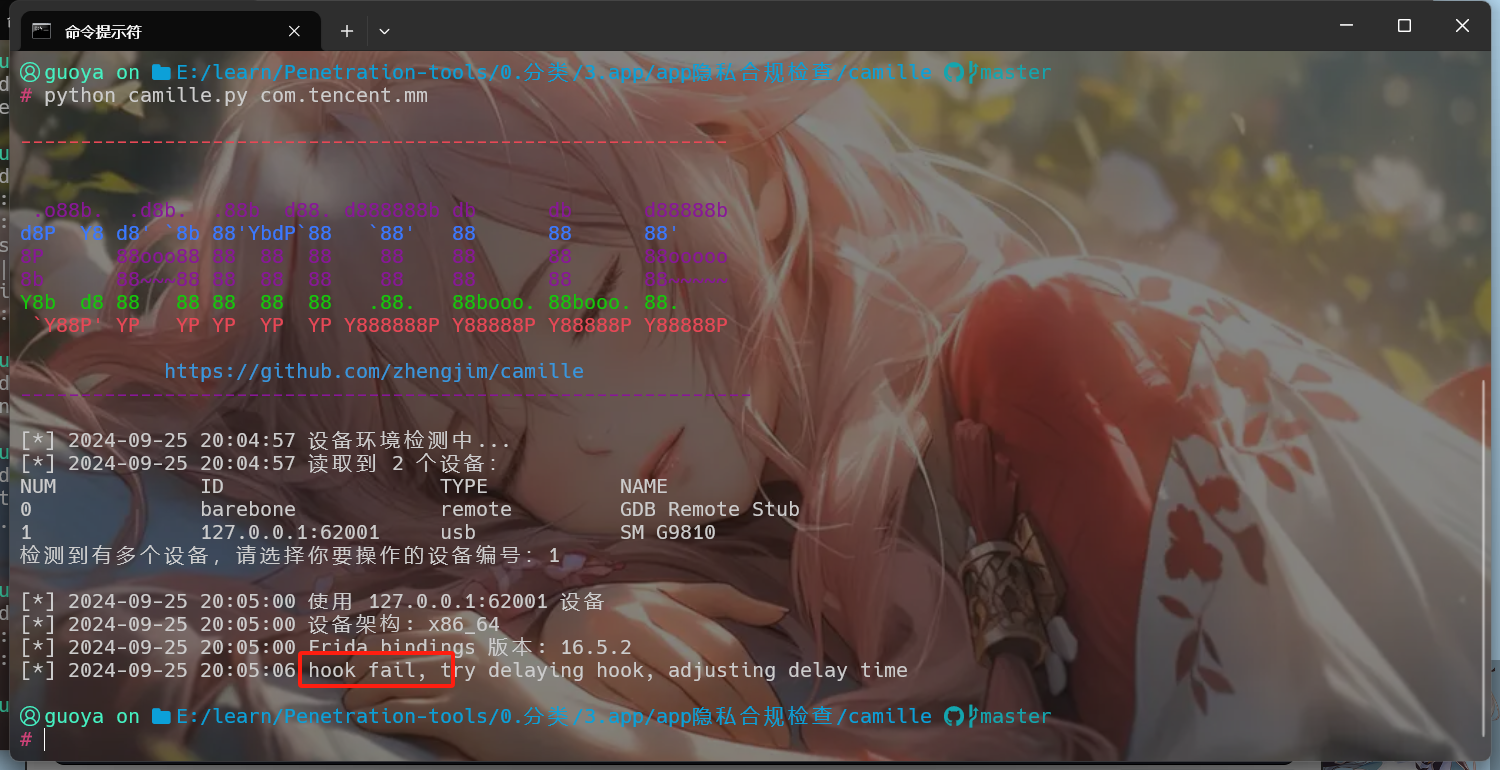 命令提示符
guoya on E:/learn/Penetration-tools/0.分类/3.app/app隐私合规检查/camille master
# python camille.py com.tencent.mm
-----------------------------------------------------------
.o88b.  .d8b.  .88b  d88. d888888b db      db      d88888b
d8P  Y8 d8' `8b 88'YbdP`88   `88'   88      88      88'
8P      88ooo88 88  88  88    88    88      88      88ooooo
8b      88~~~88 88  88  88    88    88      88      88~~~~~
Y8b  d8 88   88 88  88  88   .88.   88booo. 88booo. 88.
`Y88P' YP   YP YP  YP  YP Y888888P Y88888P Y88888P Y88888P
https://github.com/zhengjim/camille
-------------------------------------------------------------
[*] 2024-09-25 20:04:57 设备环境检测中...
[*] 2024-09-25 20:04:57 读取到 2 个设备:
NUM            ID                  TYPE           NAME
0              barebone            remote         GDB Remote Stub
1              127.0.0.1:62001     usb            SM G9810
检测到有多个设备，请选择你要操作的设备编号: 1
[*] 2024-09-25 20:05:00 使用 127.0.0.1:62001 设备
[*] 2024-09-25 20:05:00 设备架构: x86_64
[*] 2024-09-25 20:05:00 Frida bindings 版本: 16.5.2
[*] 2024-09-25 20:05:06 hook fail, try delaying hook, adjusting delay time
guoya on E:/learn/Penetration-tools/0.分类/3.app/app隐私合规检查/camille master
#